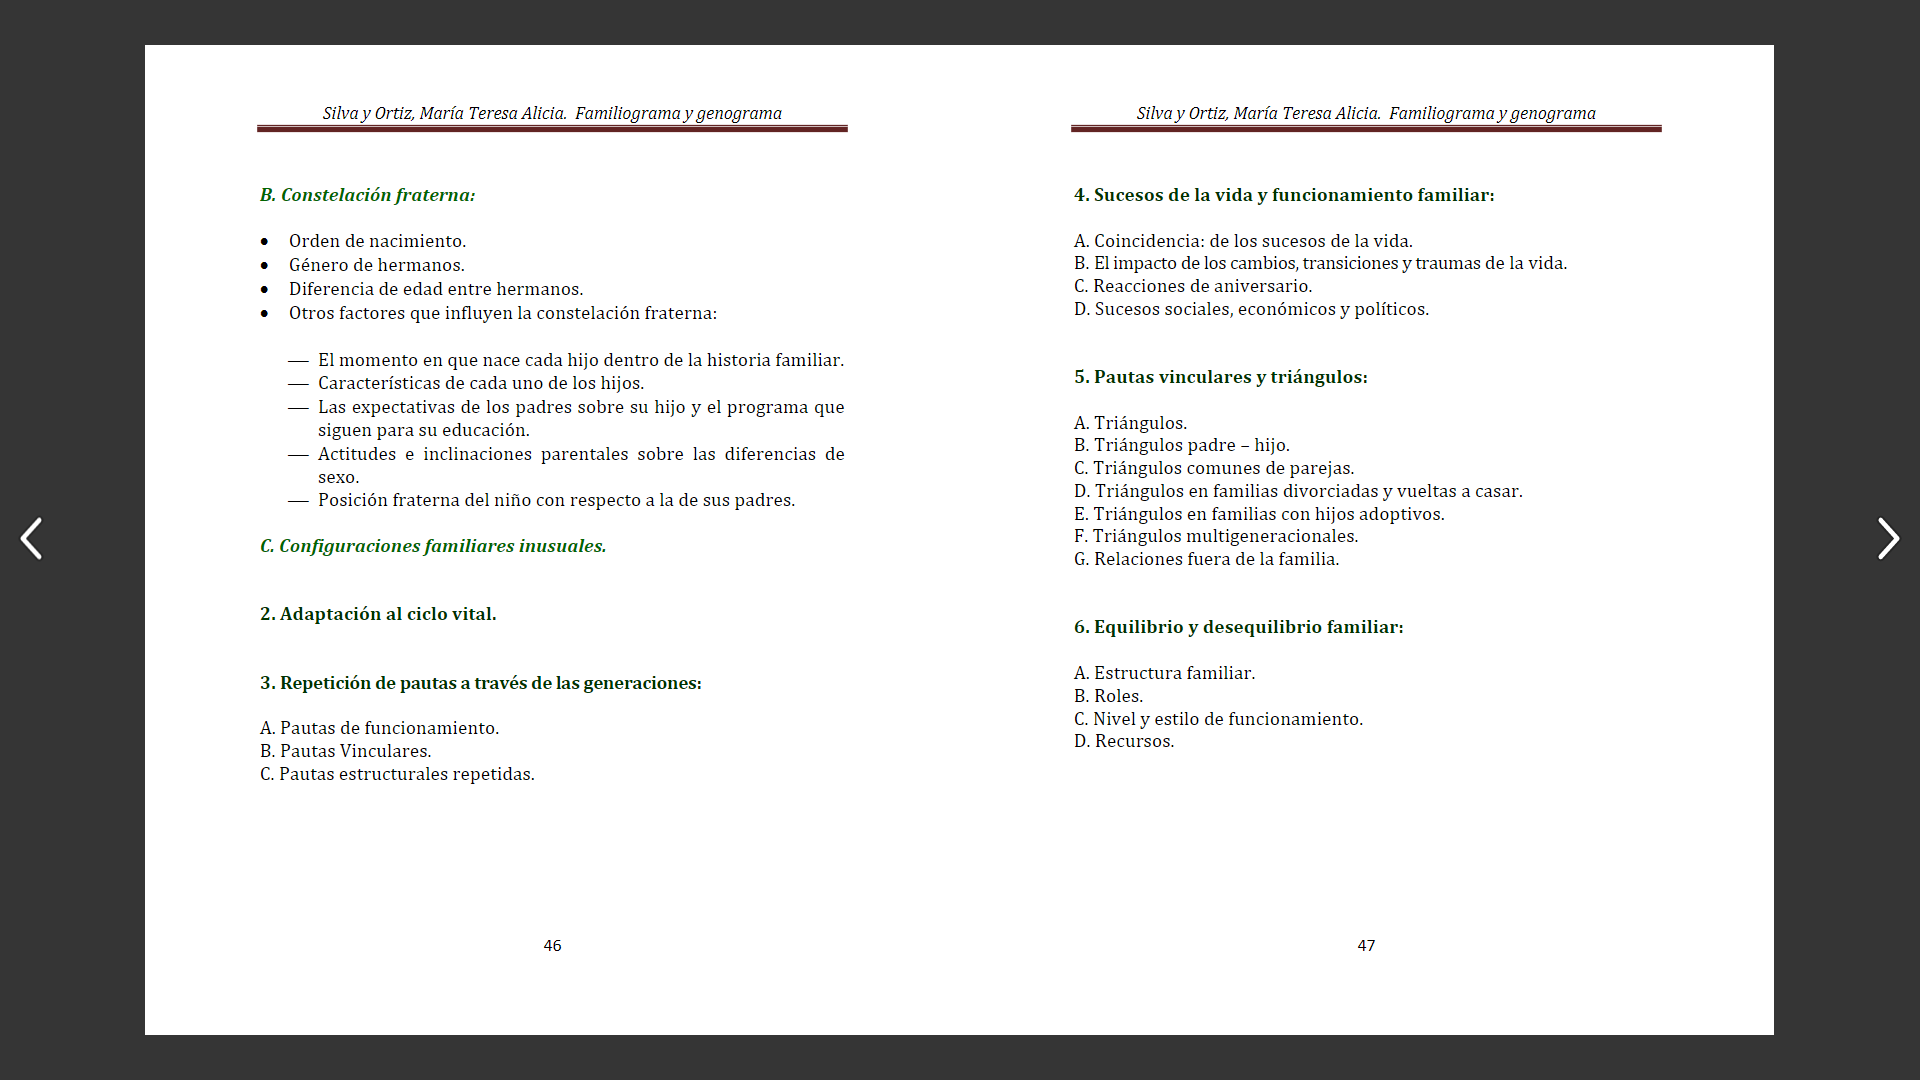 Silva y Ortiz, María Teresa Alicia.  Familiograma y genograma
B. Constelación fraterna:
• Orden de nacimiento.
• Género de hermanos.
• Diferencia de edad entre hermanos.
• Otros factores que influyen la constelación fraterna:
— El momento en que nace cada hijo dentro de la historia familiar.
— Características de cada uno de los hijos.
— Las expectativas de los padres sobre su hijo y el programa que
siguen para su educación.
— Actitudes e inclinaciones parentales sobre las diferencias de
sexo.
— Posición fraterna del niño con respecto a la de sus padres.
C. Configuraciones familiares inusuales.
2. Adaptación al ciclo vital.
3. Repetición de pautas a través de las generaciones:
A. Pautas de funcionamiento.
B. Pautas Vinculares.
C. Pautas estructurales repetidas.
46
Silva y Ortiz, María Teresa Alicia.  Familiograma y genograma
4. Sucesos de la vida y funcionamiento familiar:
A. Coincidencia: de los sucesos de la vida.
B. El impacto de los cambios, transiciones y traumas de la vida.
C. Reacciones de aniversario.
D. Sucesos sociales, económicos y políticos.
5. Pautas vinculares y triángulos:
A. Triángulos.
B. Triángulos padre – hijo.
C. Triángulos comunes de parejas.
D. Triángulos en familias divorciadas y vueltas a casar.
E. Triángulos en familias con hijos adoptivos.
F. Triángulos multigeneracionales.
G. Relaciones fuera de la familia.
6. Equilibrio y desequilibrio familiar:
A. Estructura familiar.
B. Roles.
C. Nivel y estilo de funcionamiento.
D. Recursos.
47